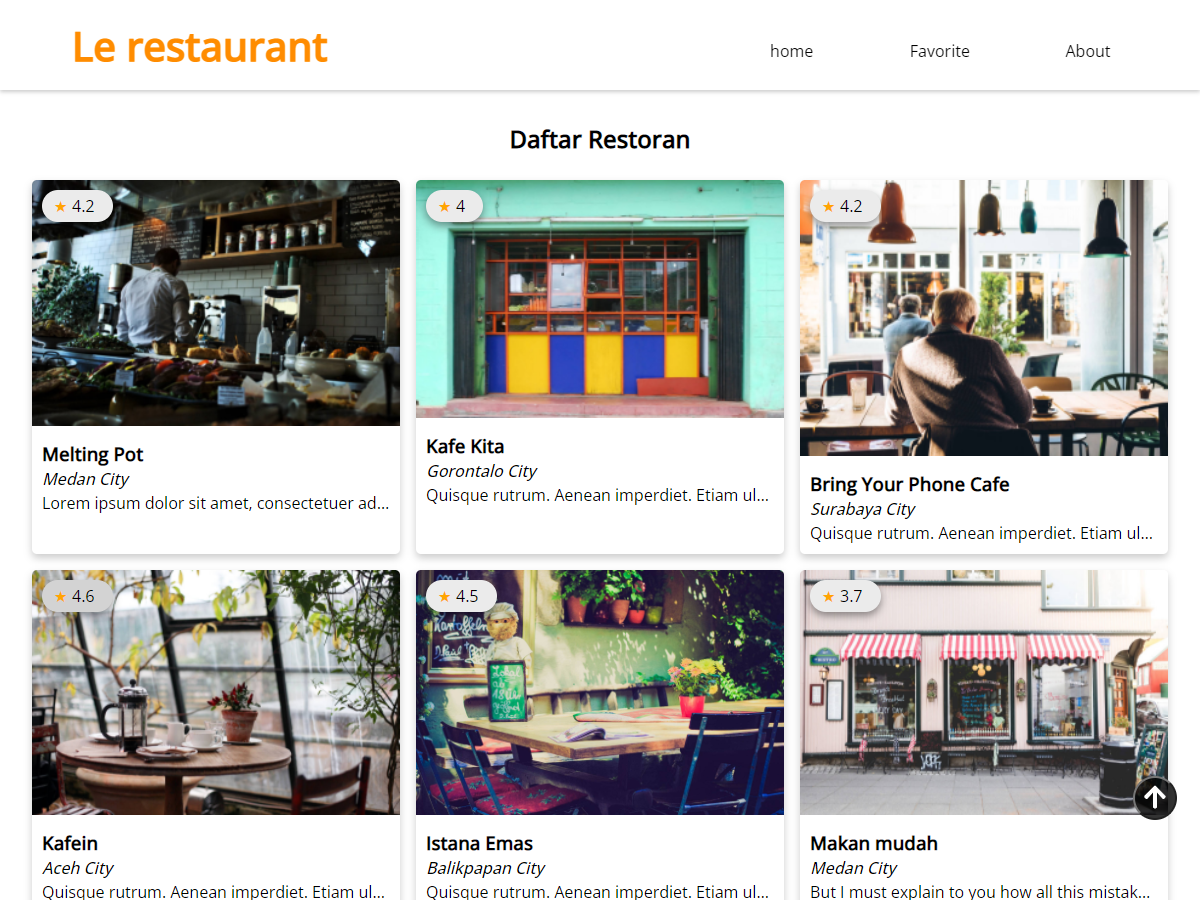 Le restaurant
home
Favorite
About
Daftar Restoran
★ 4.2
★ 4
★ 4.2
Melting Pot
Medan City
Lorem ipsum dolor sit amet, consectetuer ad...
Kafe Kita
Gorontalo City
Quisque rutrum. Aenean imperdiet. Etiam ul...
Bring Your Phone Cafe
Surabaya City
Quisque rutrum. Aenean imperdiet. Etiam ul...
★ 4.6
★ 4.5
★ 3.7
Kafein
Aceh City
Quisque rutrum. Aenean imperdiet. Etiam ul...
Istana Emas
Balikpapan City
Quisque rutrum. Aenean imperdiet. Etiam ul...
Makan mudah
Medan City
But I must explain to you how all this mistak...